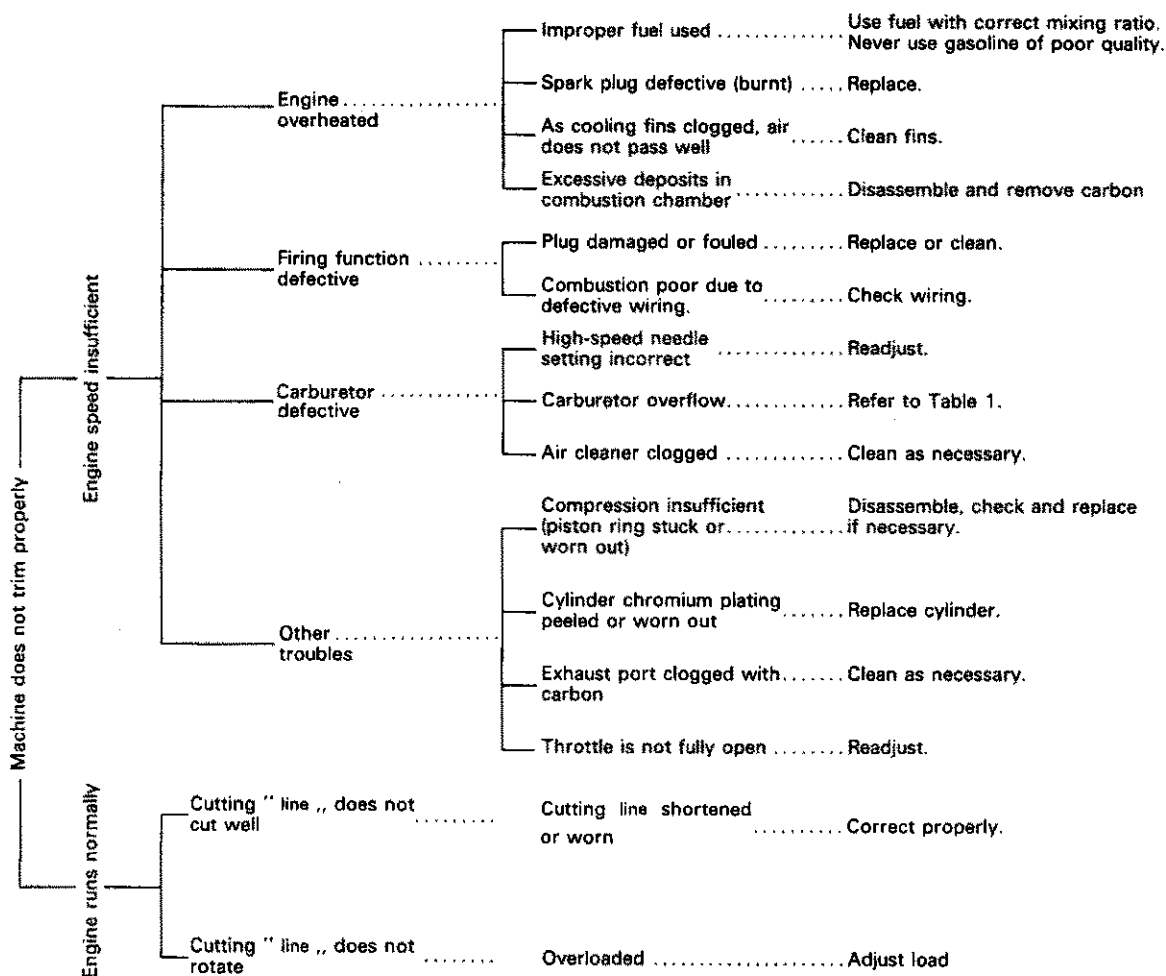 Machine does not trim properly
Engine speed insufficient
Engine overheated
Improper fuel used .............. Use fuel with correct mixing ratio.
Never use gasoline of poor quality.
Spark plug defective (burnt) ..... Replace.
As cooling fins clogged, air
does not pass well ........ Clean fins.
Excessive deposits in
combustion chamber ........ Disassemble and remove carbon
Firing function
defective
Plug damaged or fouled ........ Replace or clean.
Combustion poor due to
defective wiring. ........ Check wiring.
Carburetor
defective
High-speed needle
setting incorrect .............. Readjust.
Carburetor overflow .............. Refer to Table 1.
Air cleaner clogged .............. Clean as necessary.
Other
troubles
Compression insufficient
(piston ring stuck or
worn out) .............. Disassemble, check and replace
if necessary.
Cylinder chromium plating
peeled or worn out ........ Replace cylinder.
Exhaust port clogged with
carbon ....... Clean as necessary.
Throttle is not fully open ........ Readjust.
Engine runs normally
Cutting " line „ does not
cut well
Cutting line shortened
or worn .......... Correct properly.
Cutting " line „ does not
rotate
Overloaded .................... Adjust load